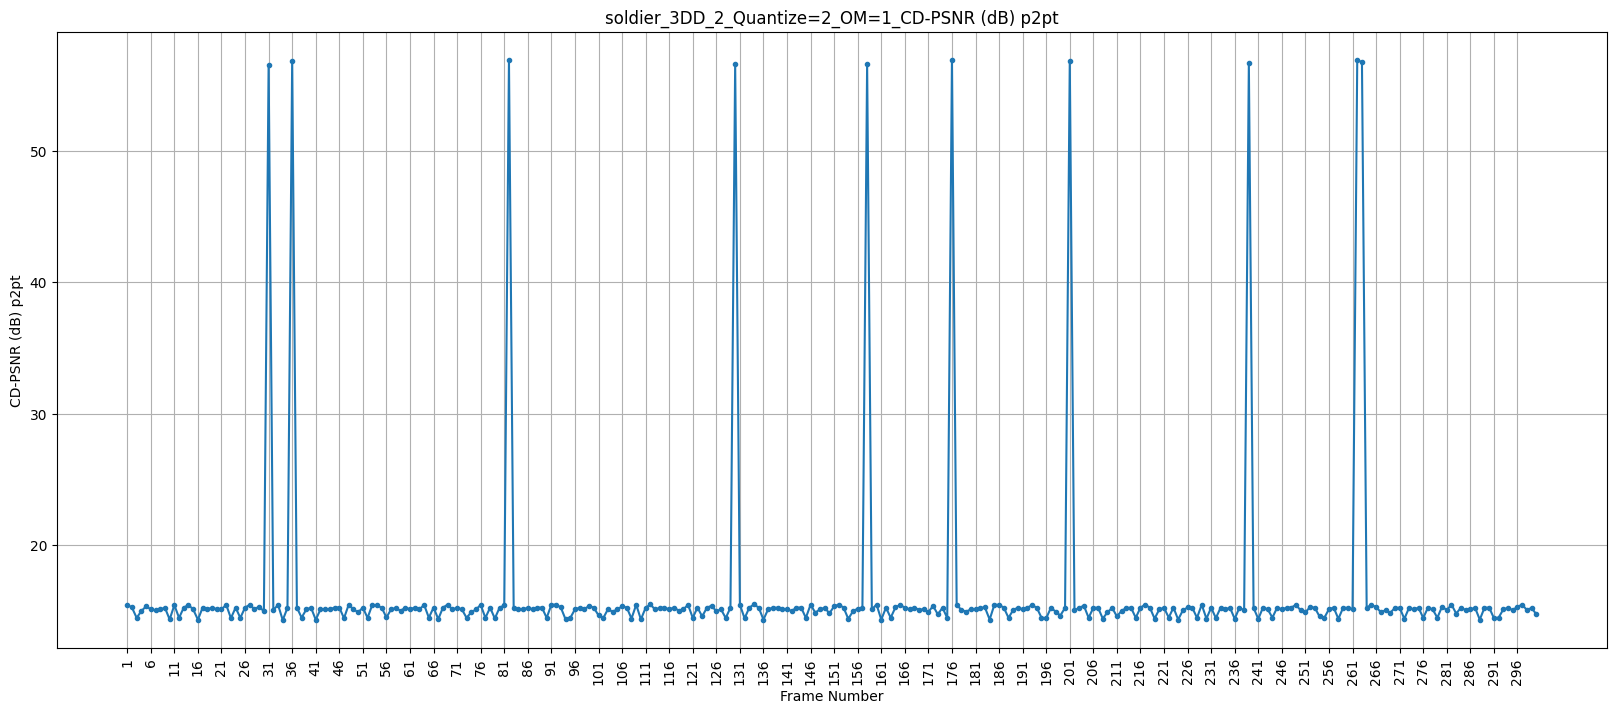 soldier_3DD_2_Quantize=2_OM=1_CD-PSNR (dB) p2pt
CD-PSNR (dB) p2pt
50
40
30
20
1 6 11 16 21 26 31 36 41 46 51 56 61 66 71 76 81 86 91 96 101 106 111 116 121 126 131 136 141 146 151 156 161 166 171 176 181 186 191 196 201 206 211 216 221 226 231 236 241 246 251 256 261 266 271 276 281 286 291 296
Frame Number